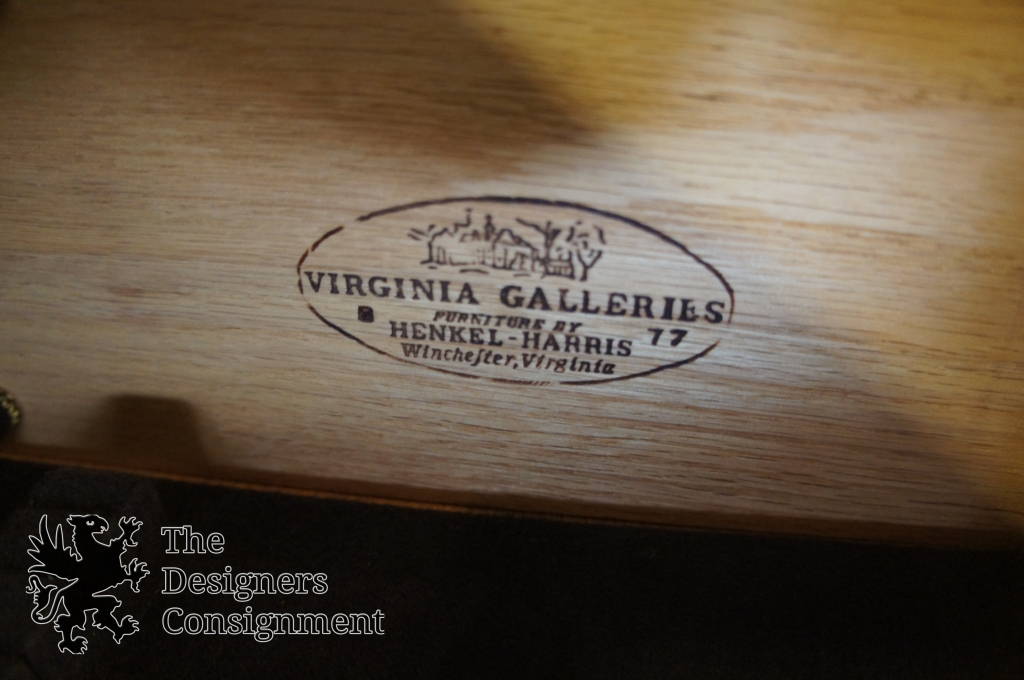 VIRGINIA GALLERIES
FURNITURE BY
HENKEL-HARRIS 77
Wincheſter, Virginia
The
Designers
Consignment